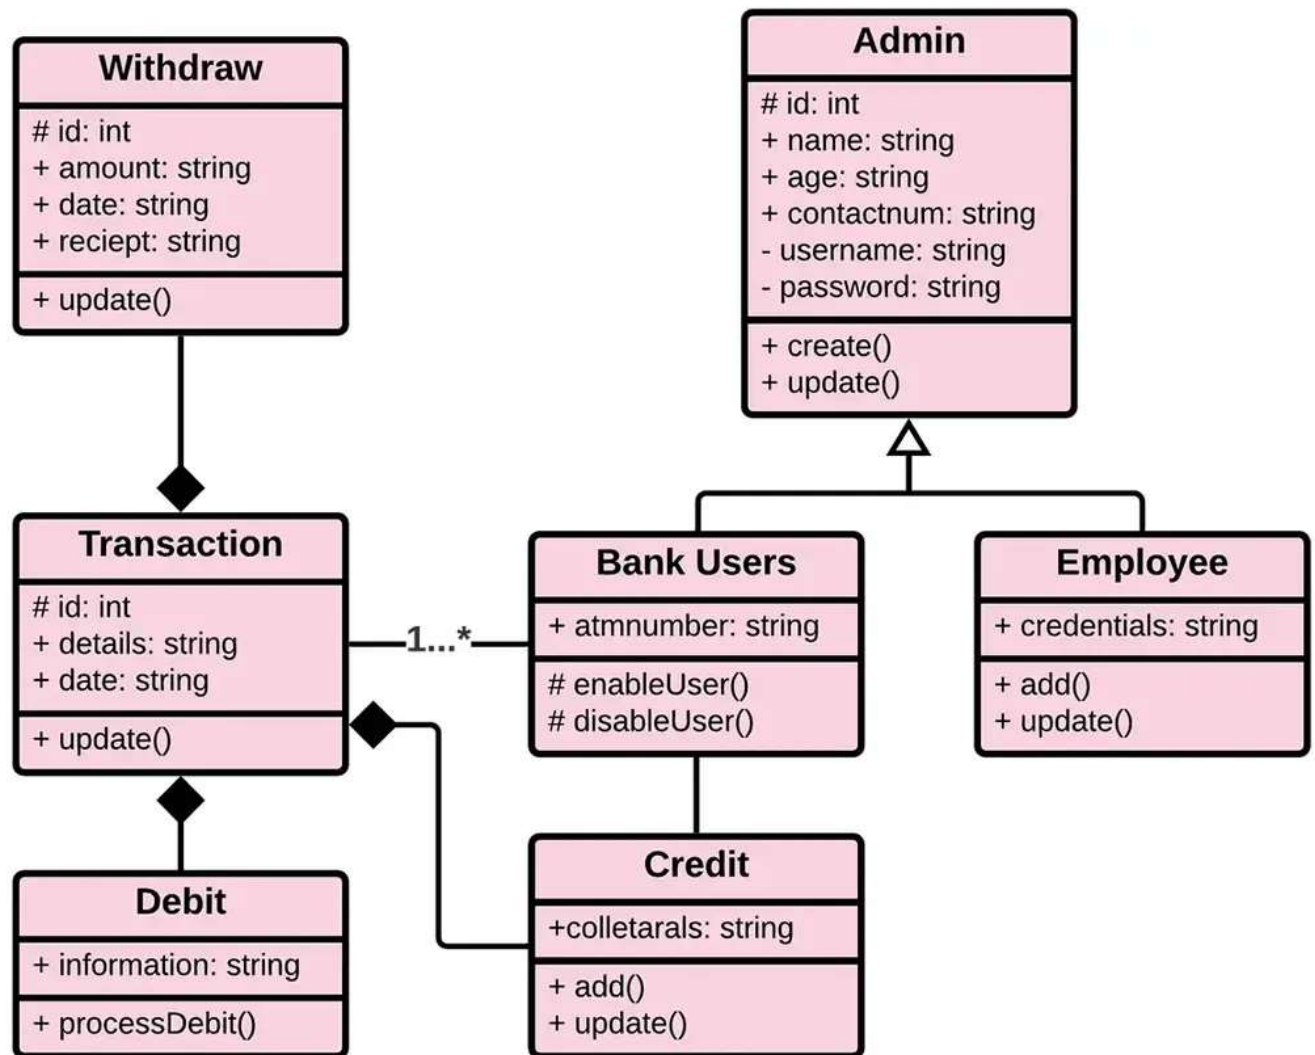 Withdraw
# id: int
+ amount: string
+ date: string
+ reciept: string
+ update()
Admin
# id: int
+ name: string
+ age: string
+ contactnum: string
- username: string
- password: string
+ create()
+ update()
Transaction
# id: int
+ details: string
+ date: string
+ update()
1...*
Bank Users
+ atmnumber: string
# enableUser()
# disableUser()
Employee
+ credentials: string
+ add()
+ update()
Debit
+ information: string
+ processDebit()
Credit
+colletarals: string
+ add()
+ update()